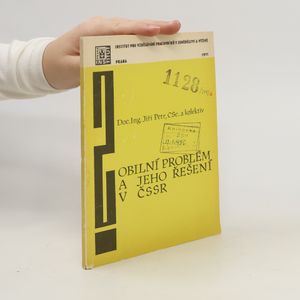 INSTITUT PRO VZDĚLÁVÁNÍ PRACOVNÍKŮ V ZEMĚDĚLSTVÍ A VÝŽIVĚ
PRAHA 1977
1128
Doc. Ing. Jiří Petr, CSc. a kolektiv
OBILNÍ PROBLÉM
A JEHO ŘEŠENÍ
V ČSSR